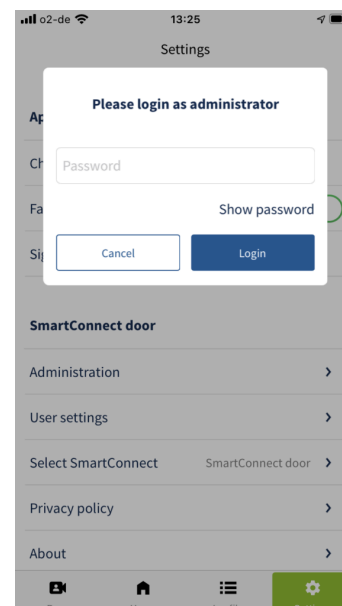 o2-de 13:25
Settings
Please login as administrator
Password
Show password
Cancel Login
SmartConnect door
Administration
User settings
Select SmartConnect SmartConnect door
Privacy policy
About